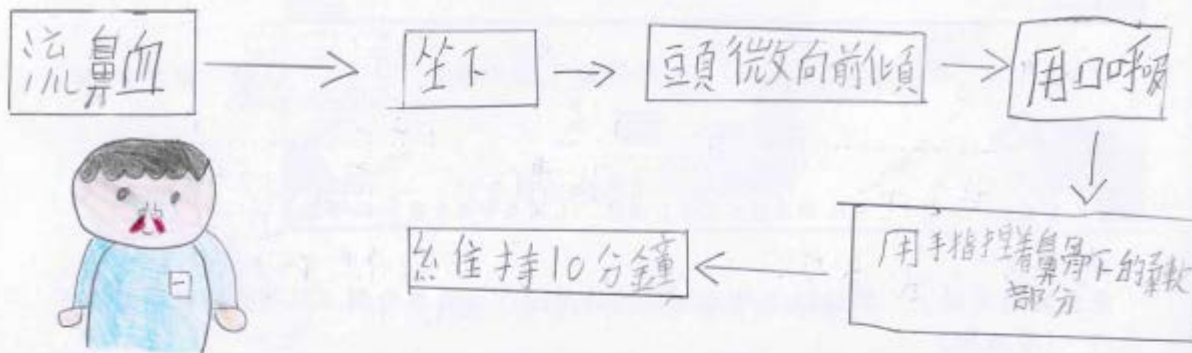 流鼻血
坐下
頭微向前傾
用口呼吸
用手指捏着鼻骨下的柔軟
部分
維持10分鐘